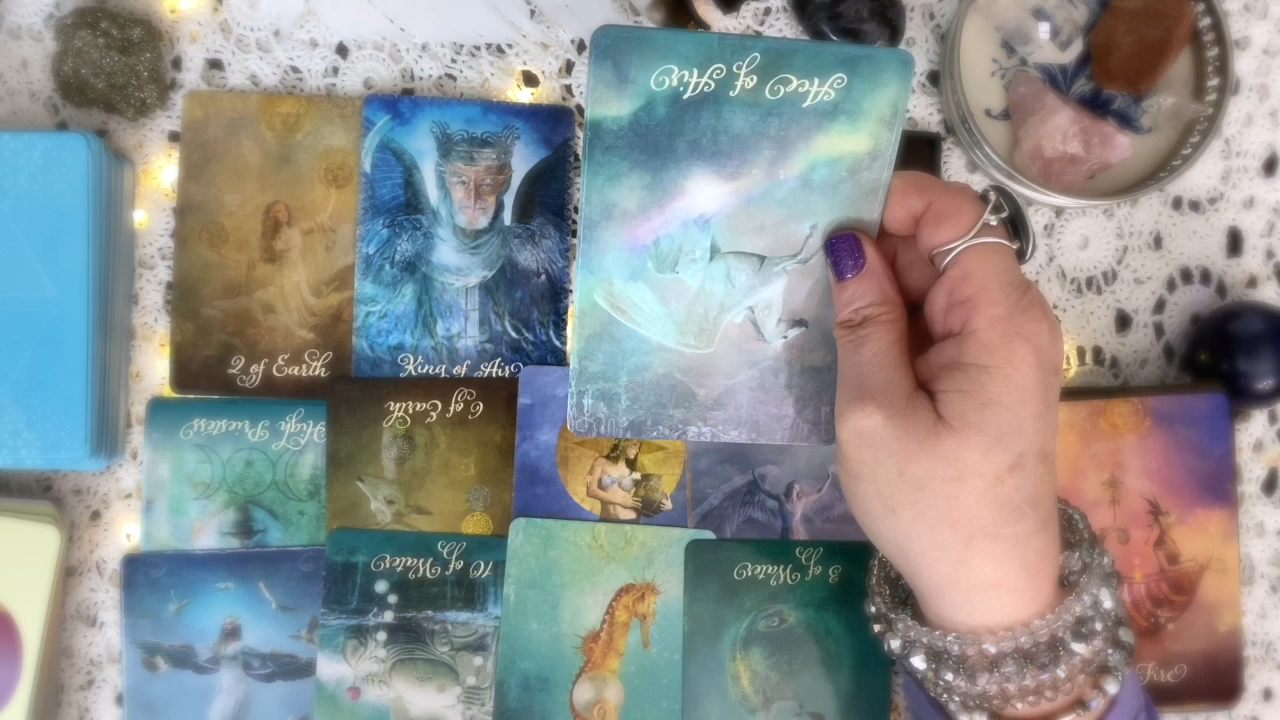 Ace of Air
2 of Earth
King of Air
High Priestess
6 of Earth
10 of Water
3 of Water
Fire